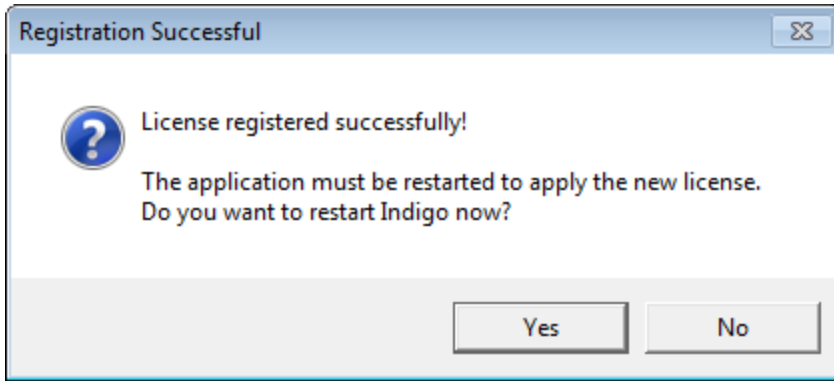 Registration Successful
License registered successfully!
The application must be restarted to apply the new license.
Do you want to restart Indigo now?
Yes
No